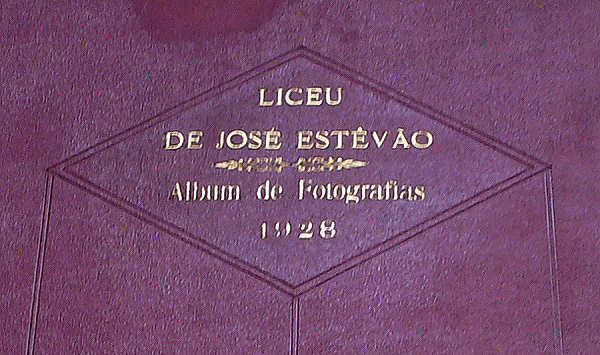 LICEU
DE JOSÉ ESTÊVÃO
Album de Fotografias
1928